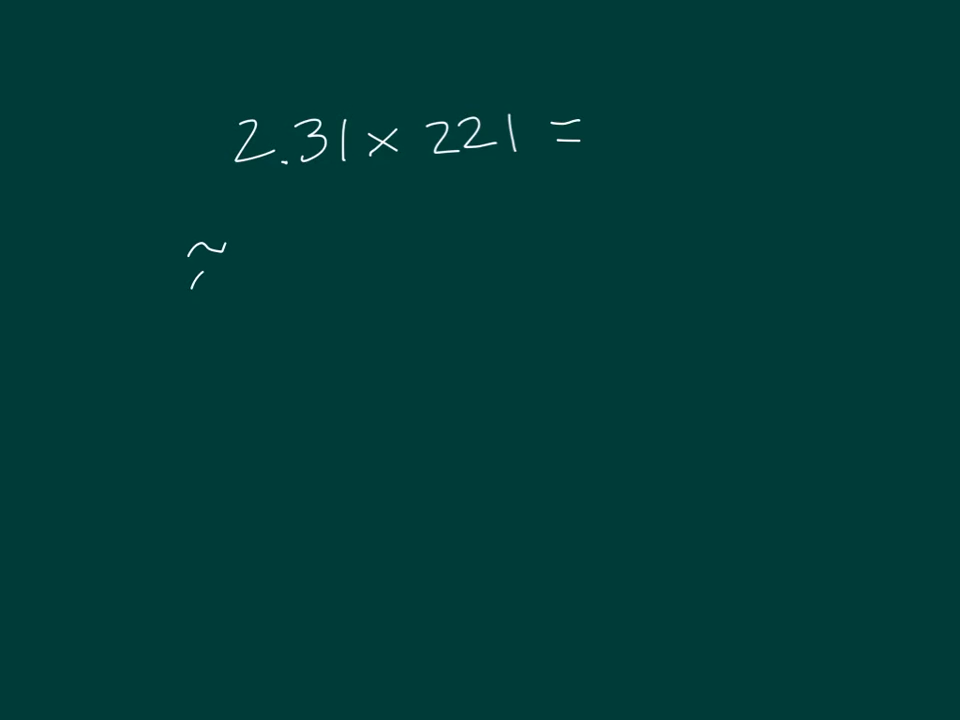 2.31 × 221 =